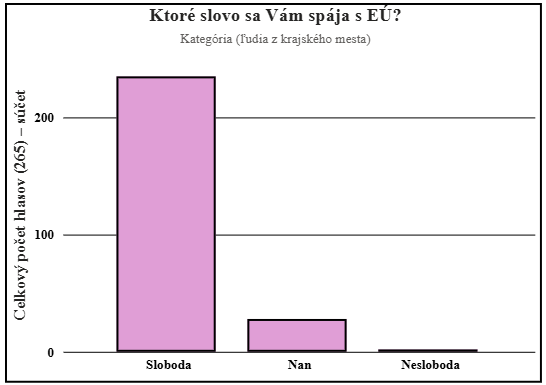 Ktoré slovo sa Vám spája s EÚ?
Kategória (ľudia z krajského mesta)
Celkový počet hlasov (265) – súčet
200
100
0
Sloboda
Nan
Nesloboda